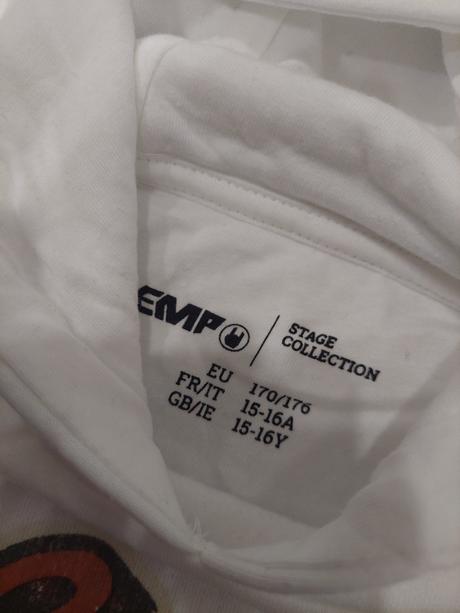 EMP
STAGE
COLLECTION
EU 170/176
FR/IT 15-16A
GB/IE 15-16Y